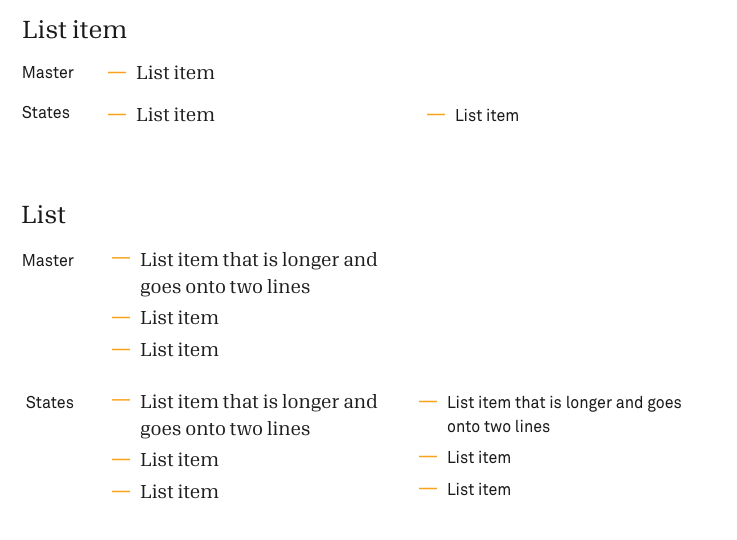 List item
Master
— List item
States
— List item
— List item
List
Master
— List item that is longer and
goes onto two lines
— List item
— List item
States
— List item that is longer and
goes onto two lines
— List item
— List item
— List item that is longer and goes
onto two lines
— List item
— List item